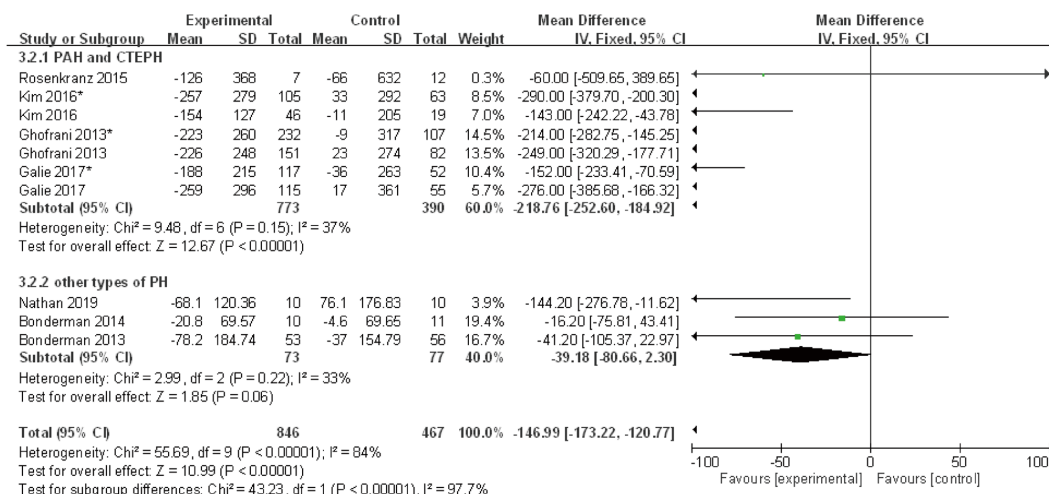 Experimental Control Mean Difference Mean Difference
Study or Subgroup Mean SD Total Mean SD Total Weight IV, Fixed, 95% CI IV, Fixed, 95% CI
3.2.1 PAH and CTEPH
Rosenkranz 2015 -126 368 7 -66 632 12 0.3% -60.00 [-509.65, 389.65]
Kim 2016* -257 279 105 33 292 63 8.5% -290.00 [-379.70, -200.30]
Kim 2016 -154 127 46 -11 205 19 7.0% -143.00 [-242.22, -43.78]
Ghofrani 2013* -223 260 232 -9 317 107 14.5% -214.00 [-282.75, -145.25]
Ghofrani 2013 -226 248 151 23 274 82 13.5% -249.00 [-320.29, -177.71]
Galie 2017* -188 215 117 -36 263 52 10.4% -152.00 [-233.41, -70.59]
Galie 2017 -259 296 115 17 361 55 5.7% -276.00 [-385.68, -166.32]
Subtotal (95% CI) 773 390 60.0% -218.76 [-252.60, -184.92]
Heterogeneity: Chi² = 9.48, df = 6 (P = 0.15); I² = 37%
Test for overall effect: Z = 12.67 (P < 0.00001)
3.2.2 other types of PH
Nathan 2019 -68.1 120.36 10 76.1 176.83 10 3.9% -144.20 [-276.78, -11.62]
Bonderman 2014 -20.8 69.57 10 -4.6 69.65 11 19.4% -16.20 [-75.81, 43.41]
Bonderman 2013 -78.2 184.74 53 -37 154.79 56 16.7% -41.20 [-105.37, 22.97]
Subtotal (95% CI) 73 77 40.0% -39.18 [-80.66, 2.30]
Heterogeneity: Chi² = 2.99, df = 2 (P = 0.22); I² = 33%
Test for overall effect: Z = 1.85 (P = 0.06)
Total (95% CI) 846 467 100.0% -146.99 [-173.22, -120.77]
Heterogeneity: Chi² = 55.69, df = 9 (P < 0.00001); I² = 84%
Test for overall effect: Z = 10.99 (P < 0.00001)
Test for subgroup differences: Chi² = 43.23, df = 1 (P < 0.00001), I² = 97.7%
-100 -50 0 50 100
Favours [experimental] Favours [control]